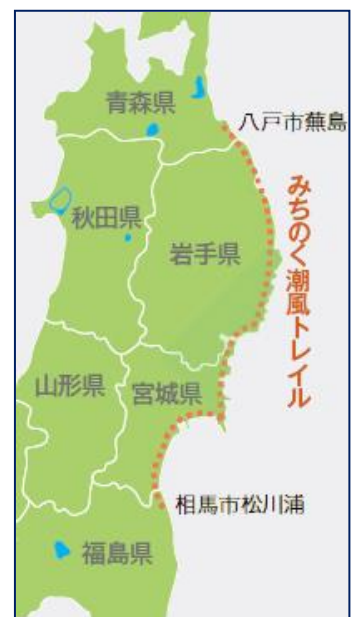 青森県
八戸市蕪島
みちのく潮風トレイル
秋田県
岩手県
山形県
宮城県
相馬市松川浦
福島県